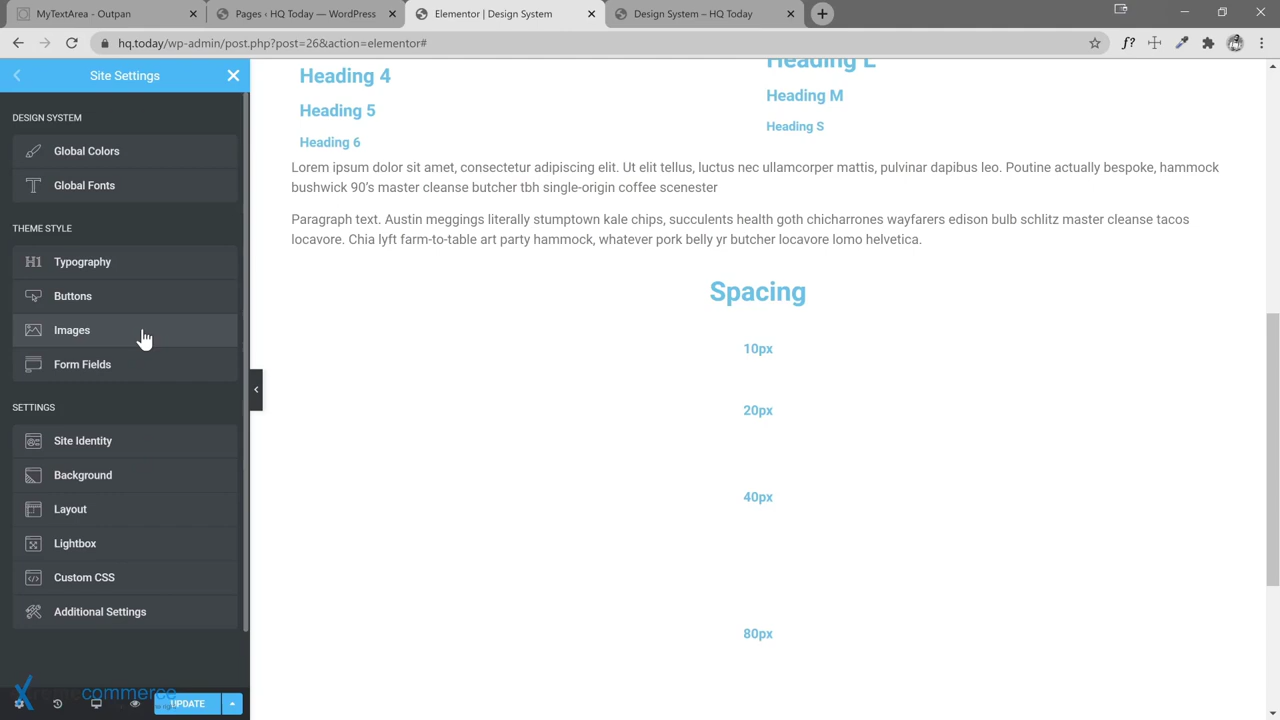 MyTextArea - Outpan
Pages ‹ HQ Today — WordPress
Elementor | Design System
Design System – HQ Today
hq.today/wp-admin/post.php?post=26&action=elementor#
Site Settings
DESIGN SYSTEM
Global Colors
Global Fonts
THEME STYLE
H1 Typography
Buttons
Images
Form Fields
SETTINGS
Site Identity
Background
Layout
Lightbox
Custom CSS
Additional Settings
commerce
UPDATE
Heading 4
Heading 5
Heading 6
Heading L
Heading M
Heading S
Lorem ipsum dolor sit amet, consectetur adipiscing elit. Ut elit tellus, luctus nec ullamcorper mattis, pulvinar dapibus leo. Poutine actually bespoke, hammock
bushwick 90’s master cleanse butcher tbh single-origin coffee scenester
Paragraph text. Austin meggings literally stumptown kale chips, succulents health goth chicharrones wayfarers edison bulb schlitz master cleanse tacos
locavore. Chia lyft farm-to-table art party hammock, whatever pork belly yr butcher locavore lomo helvetica.
Spacing
10px
20px
40px
80px